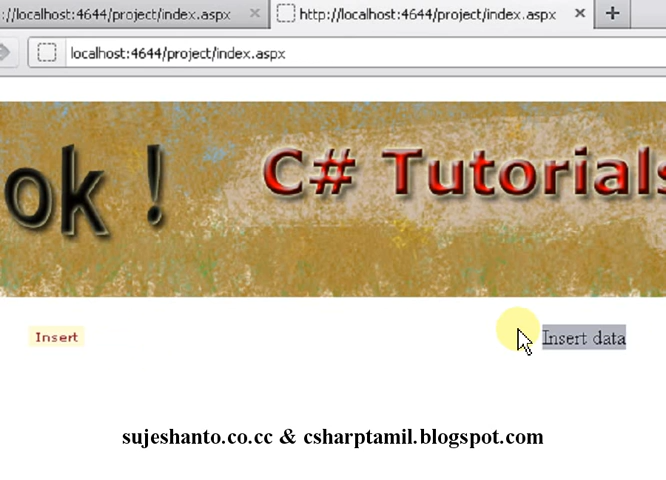 ://localhost:4644/project/index.aspx
http://localhost:4644/project/index.aspx
localhost:4644/project/index.aspx
ok !
C# Tutorials
Insert
Insert data
sujeshanto.co.cc & csharptamil.blogspot.com